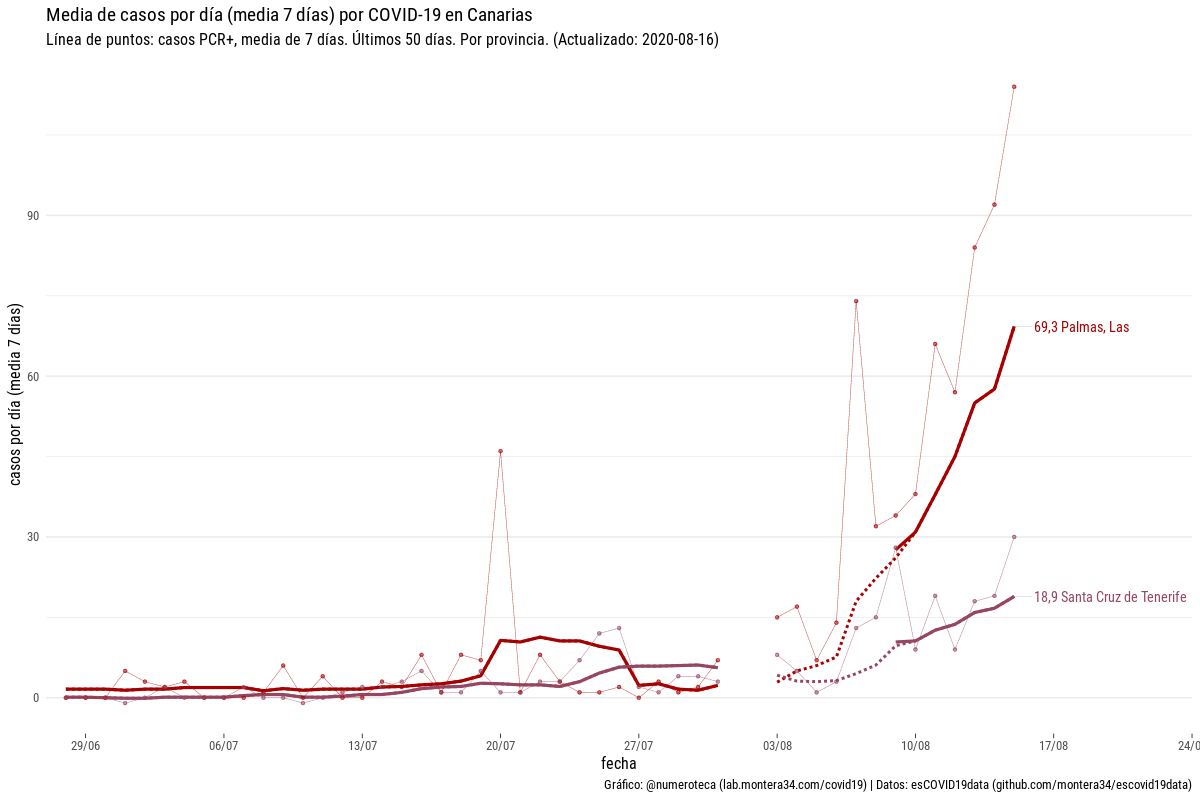 Media de casos por día (media 7 días) por COVID-19 en Canarias
Línea de puntos: casos PCR+, media de 7 días. Últimos 50 días. Por provincia. (Actualizado: 2020-08-16)
casos por día (media 7 días)
90
60
30
0
69,3 Palmas, Las
18,9 Santa Cruz de Tenerife
29/06
06/07
13/07
20/07
27/07
03/08
10/08
17/08
24/0
fecha
Gráfico: @numeroteca (lab.montera34.com/covid19) | Datos: esCOVID19data (github.com/montera34/escovid19data)